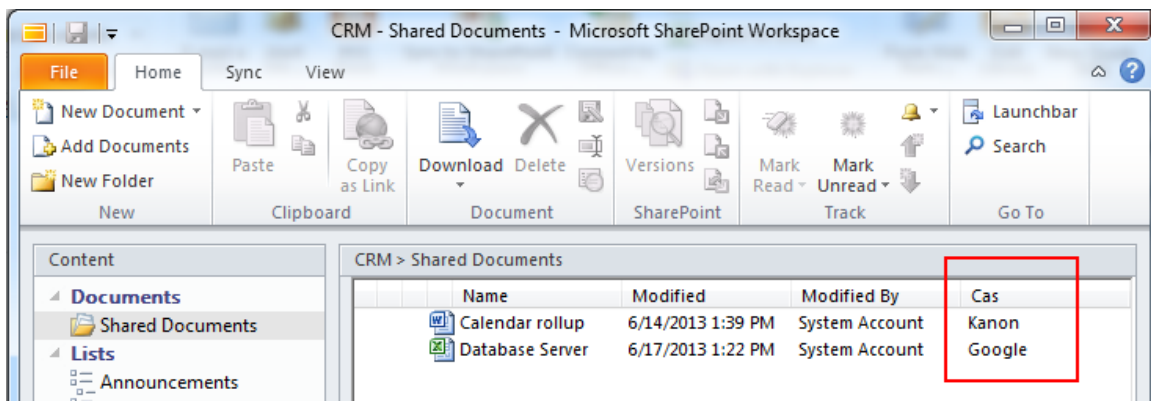 CRM - Shared Documents - Microsoft SharePoint Workspace
File Home Sync View
New Document
Add Documents
New Folder
Paste
Copy as Link
Download Delete
Versions
Mark Read
Mark Unread
Launchbar
Search
New Clipboard Document SharePoint Track Go To
Content
Documents
Shared Documents
Lists
Announcements
CRM > Shared Documents
Name Modified Modified By Cas
Calendar rollup 6/14/2013 1:39 PM System Account Kanon
Database Server 6/17/2013 1:22 PM System Account Google